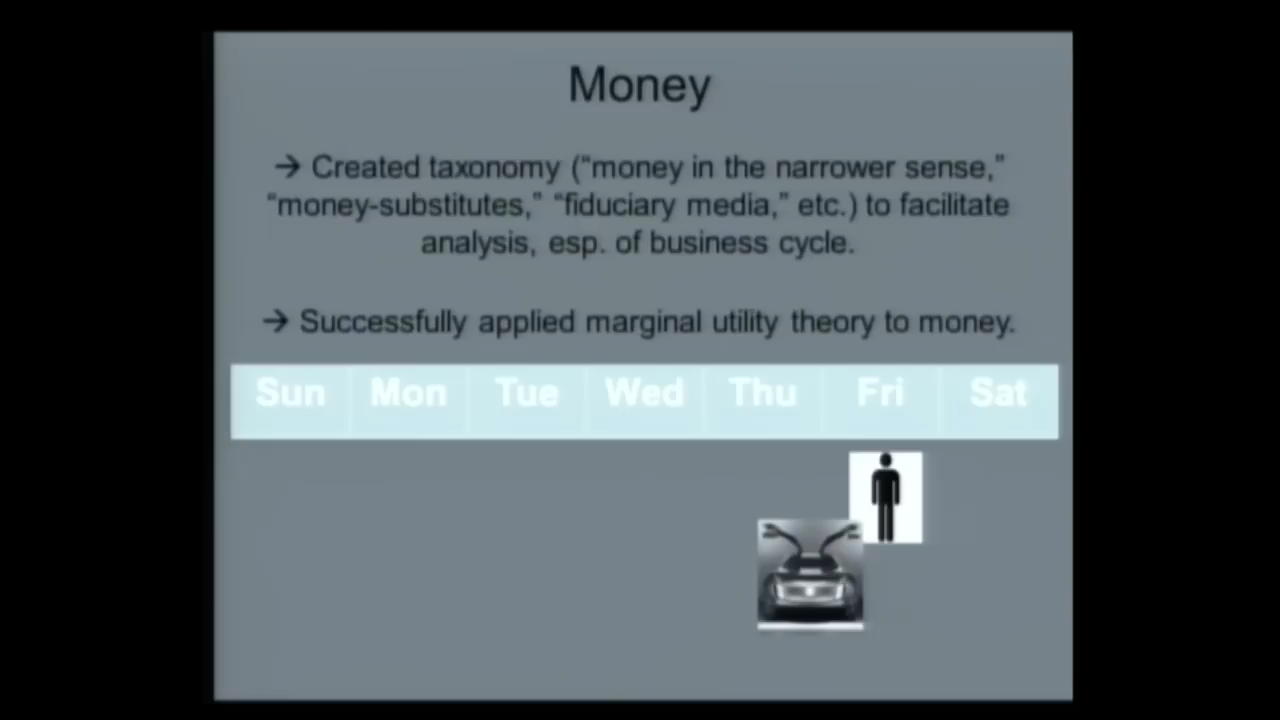 Money
→ Created taxonomy (“money in the narrower sense,”
“money-substitutes,” “fiduciary media,” etc.) to facilitate
analysis, esp. of business cycle.
→ Successfully applied marginal utility theory to money.
Sun Mon Tue Wed Thu Fri Sat